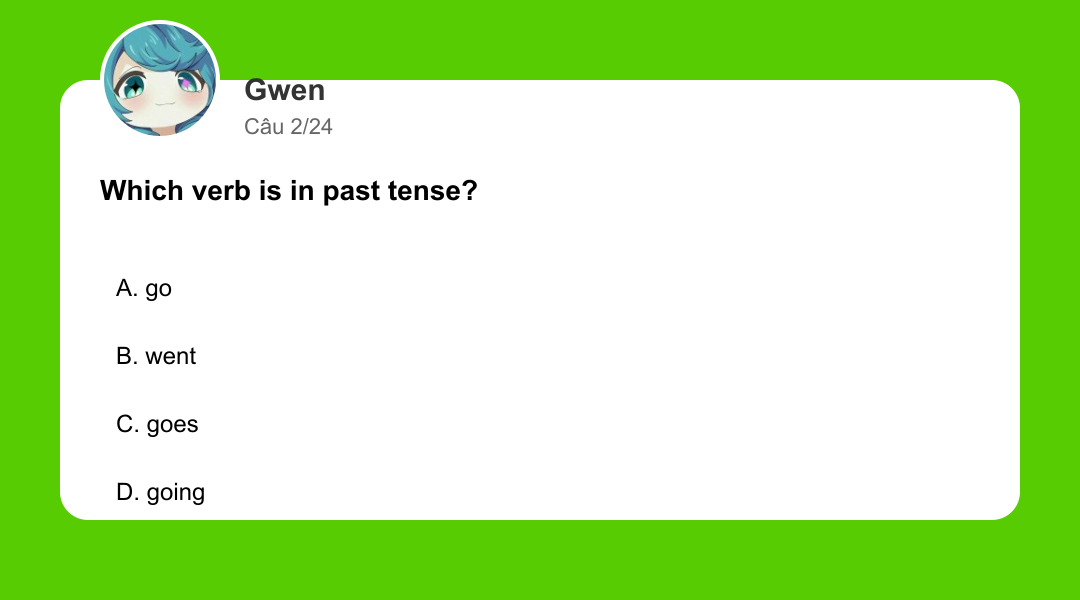 Gwen
Câu 2/24
Which verb is in past tense?
A. go
B. went
C. goes
D. going